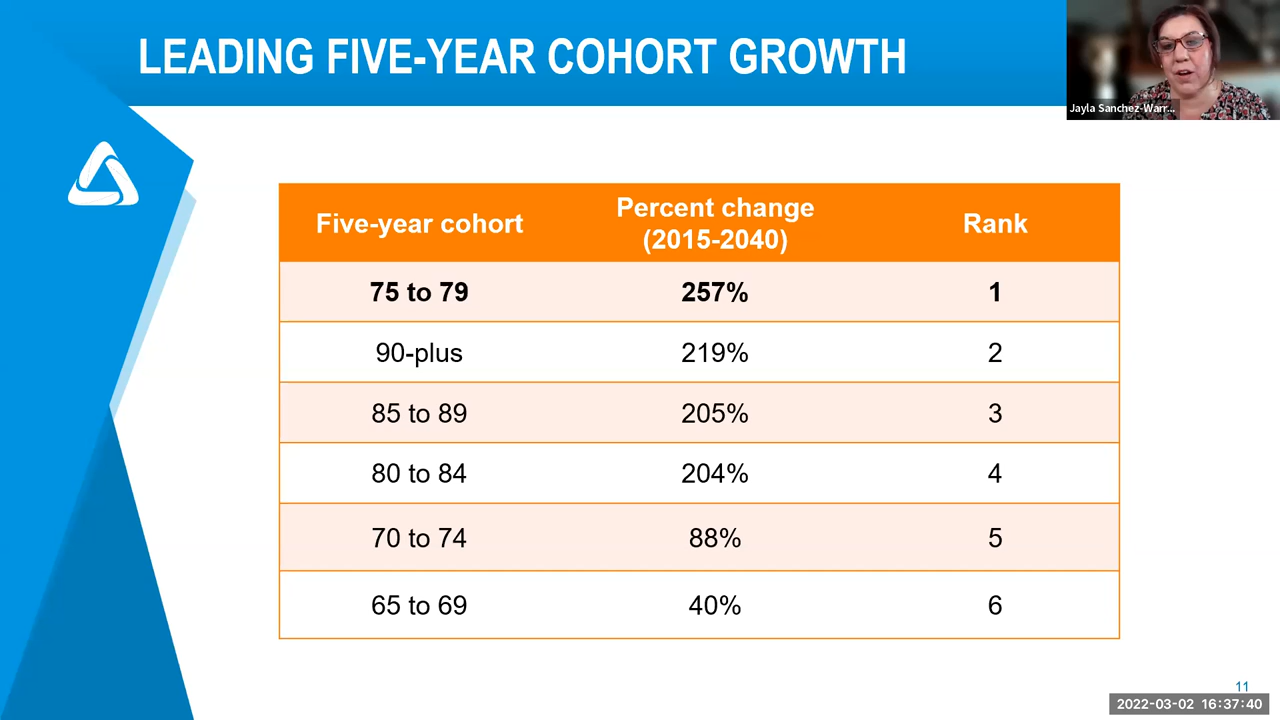 LEADING FIVE-YEAR COHORT GROWTH
Jayla Sanchez-Warr...
Five-year cohort Percent change (2015-2040) Rank
75 to 79 257% 1
90-plus 219% 2
85 to 89 205% 3
80 to 84 204% 4
70 to 74 88% 5
65 to 69 40% 6
11
2022-03-02 16:37:40